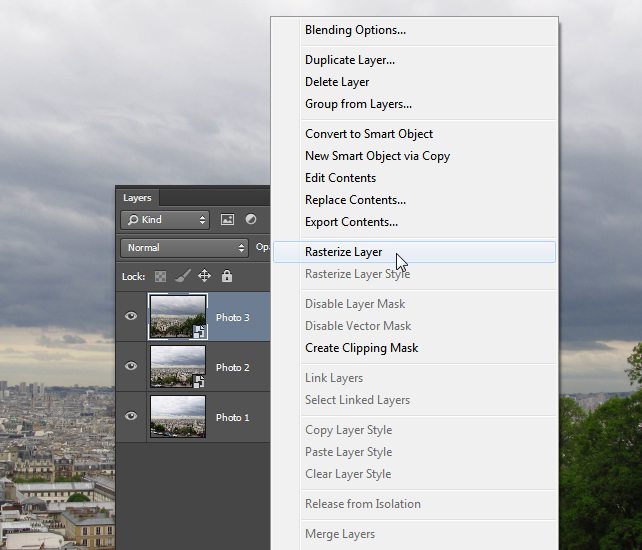 Blending Options...
Duplicate Layer...
Delete Layer
Group from Layers...
Convert to Smart Object
New Smart Object via Copy
Edit Contents
Replace Contents...
Export Contents...
Rasterize Layer
Rasterize Layer Style
Disable Layer Mask
Disable Vector Mask
Create Clipping Mask
Link Layers
Select Linked Layers
Copy Layer Style
Paste Layer Style
Clear Layer Style
Release from Isolation
Merge Layers
Layers
Kind
Normal
Opa
Lock:
Photo 3
Photo 2
Photo 1